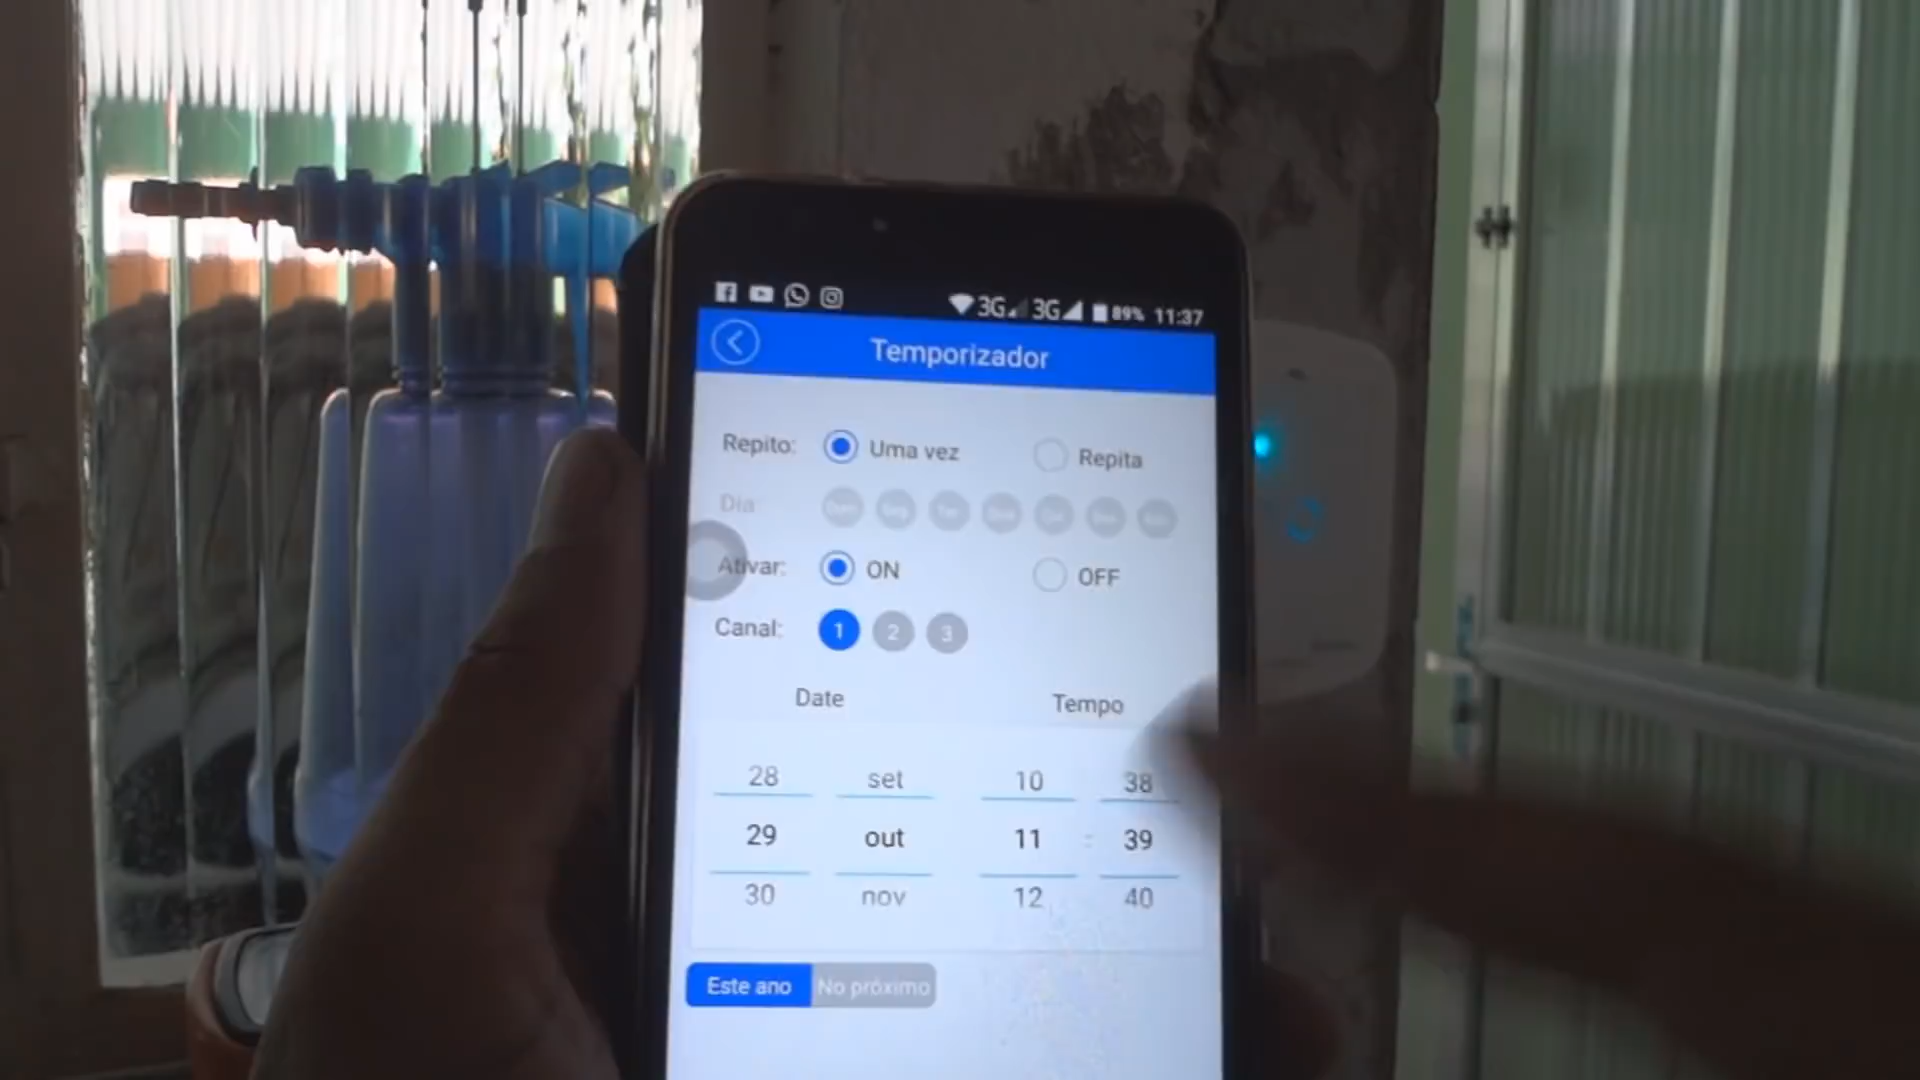 3G 3G 89% 11:37
Temporizador
Repito: Uma vez Repita
Dia
Ativar: ON OFF
Canal: 1 2 3
Date Tempo
28 set 10 38
29 out 11 : 39
30 nov 12 40
Este ano No próximo